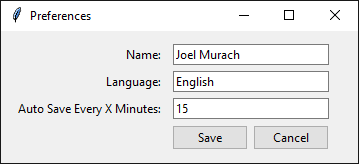 Preferences
Name: Joel Murach
Language: English
Auto Save Every X Minutes: 15
Save Cancel